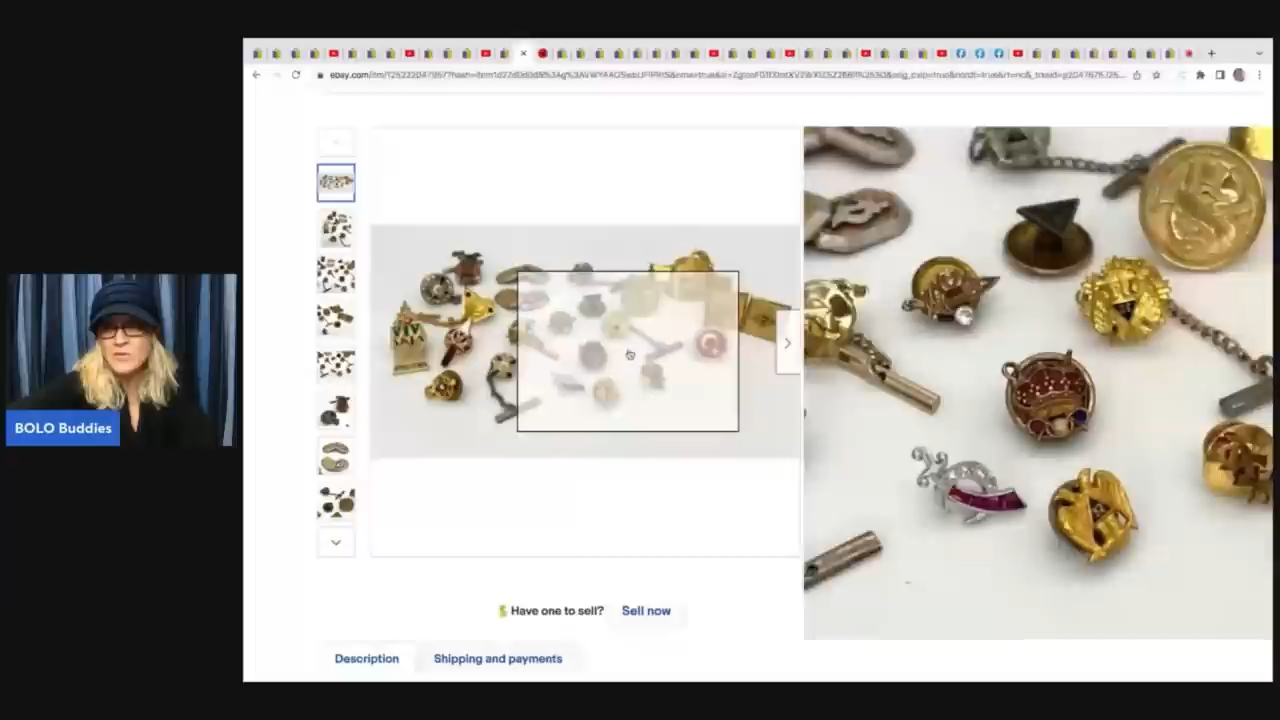 BOLO Buddies
Have one to sell? Sell now
Description Shipping and payments